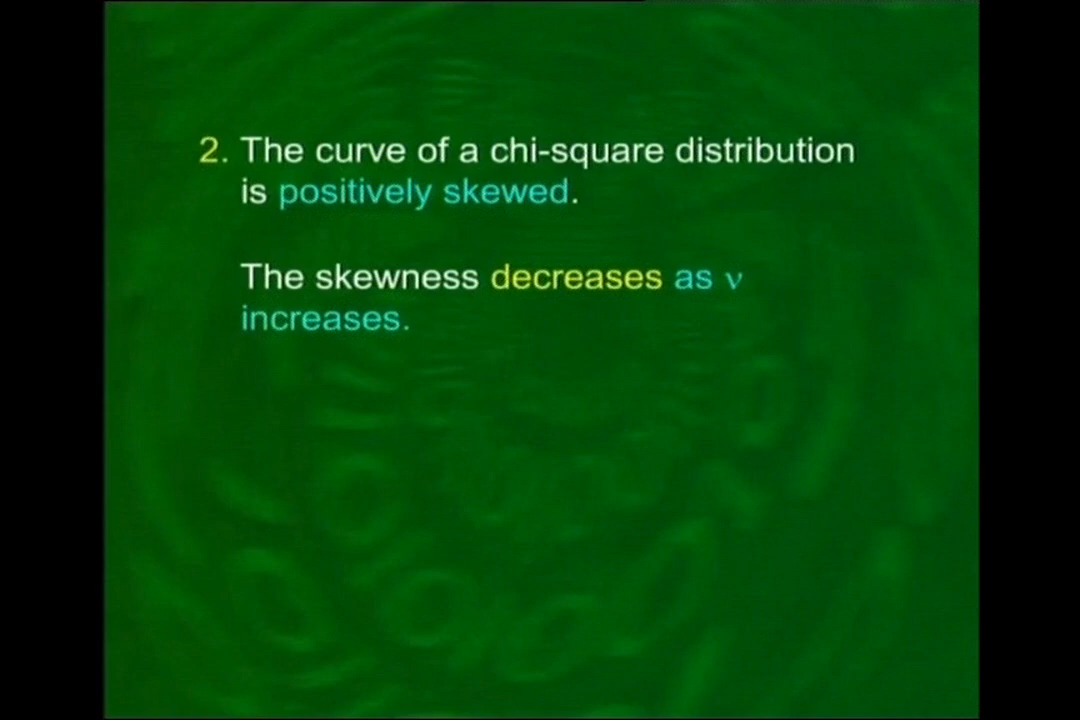 2. The curve of a chi-square distribution
is positively skewed.
The skewness decreases as ν
increases.